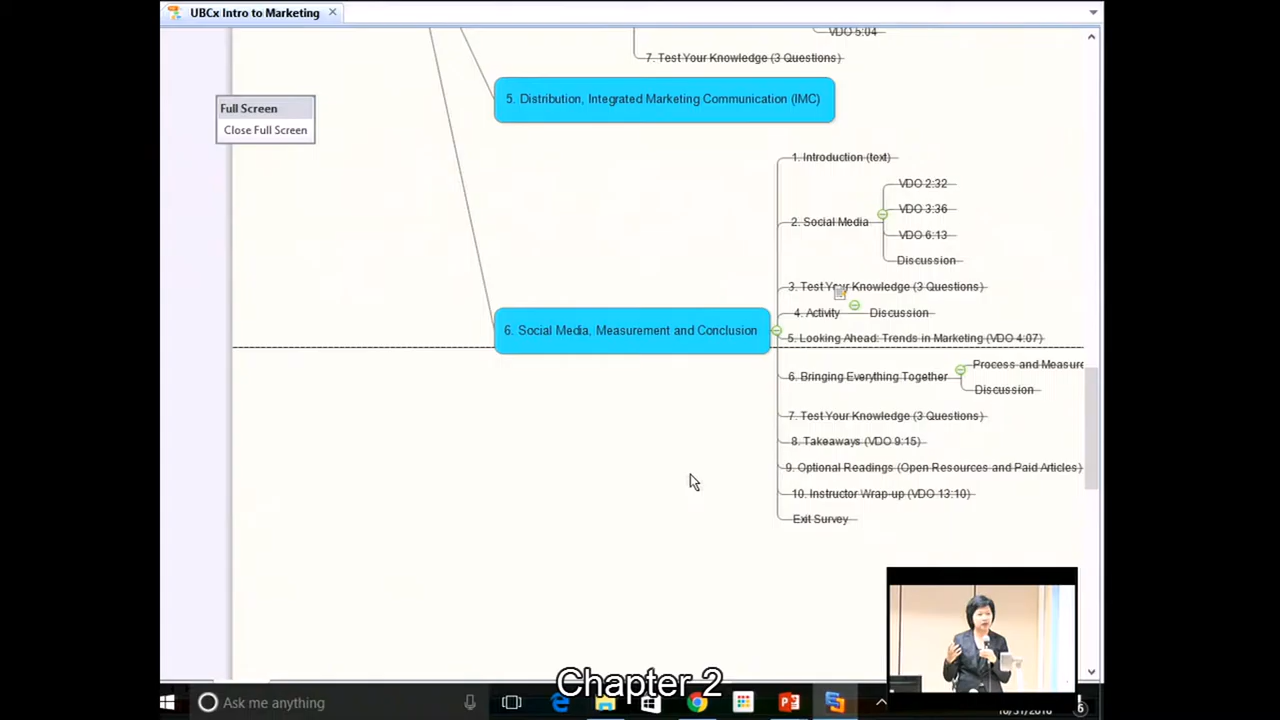 UBCx Intro to Marketing
VDO 5:04
7. Test Your Knowledge (3 Questions)
5. Distribution, Integrated Marketing Communication (IMC)
Full Screen
Close Full Screen
1. Introduction (text)
2. Social Media
VDO 2:32
VDO 3:36
VDO 6:13
Discussion
3. Test Your Knowledge (3 Questions)
4. Activity
Discussion
6. Social Media, Measurement and Conclusion
5. Looking Ahead: Trends in Marketing (VDO 4:07)
6. Bringing Everything Together
Process and Measure
Discussion
7. Test Your Knowledge (3 Questions)
8. Takeaways (VDO 9:15)
9. Optional Readings (Open Resources and Paid Articles)
10. Instructor Wrap-up (VDO 13:10)
Exit Survey
Chapter 2
Ask me anything
10/31/2016